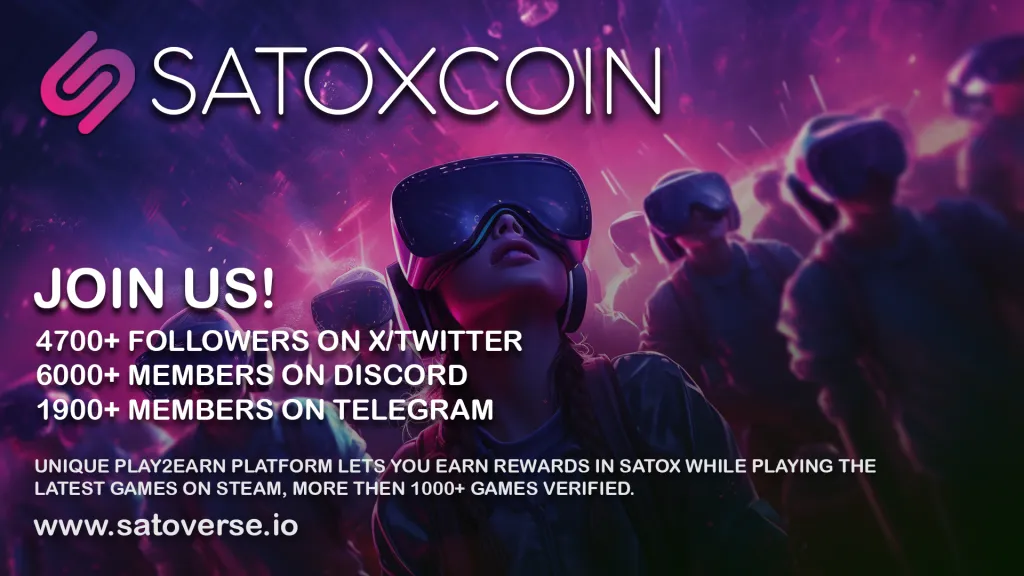 SATOXCOIN
JOIN US!
4700+ FOLLOWERS ON X/TWITTER
6000+ MEMBERS ON DISCORD
1900+ MEMBERS ON TELEGRAM
UNIQUE PLAY2EARN PLATFORM LETS YOU EARN REWARDS IN SATOX WHILE PLAYING THE
LATEST GAMES ON STEAM, MORE THEN 1000+ GAMES VERIFIED.
www.satoverse.io